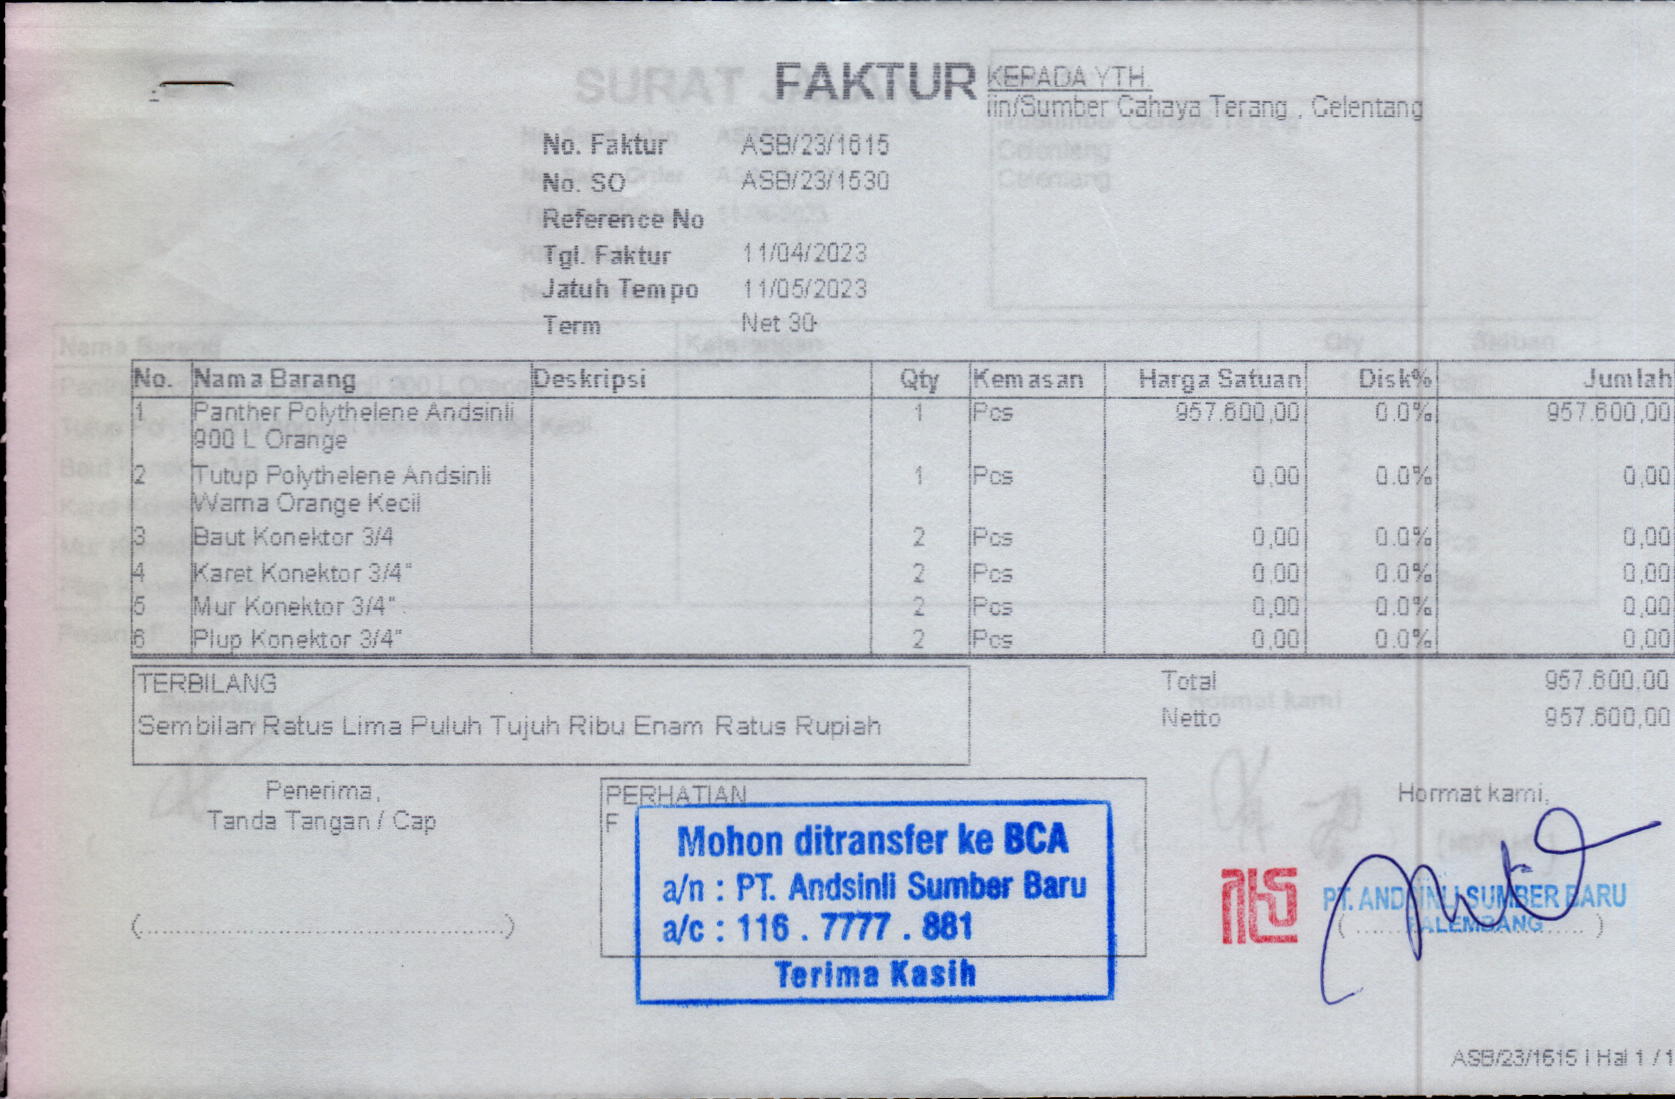 FAKTUR
KEPADA YTH.
iin/Sumber Cahaya Terang , Celentang
No. Faktur ASB/23/1615
No. SO ASB/23/1530
Reference No
Tgl. Faktur 11/04/2023
Jatuh Tempo 11/05/2023
Term Net 30
No. Nama Barang Deskripsi Qty Kemasan Harga Satuan Disk% Jumlah
1 Panther Polythelene Andsinli 1 Pcs 957.600,00 0.0% 957.600,00
900 L Orange
2 Tutup Polythelene Andsinli 1 Pcs 0,00 0.0% 0,00
Warna Orange Kecil
3 Baut Konektor 3/4 2 Pcs 0,00 0.0% 0,00
4 Karet Konektor 3/4" 2 Pcs 0,00 0.0% 0,00
5 Mur Konektor 3/4" 2 Pcs 0,00 0.0% 0,00
6 Plup Konektor 3/4" 2 Pcs 0,00 0.0% 0,00
TERBILANG
Sembilan Ratus Lima Puluh Tujuh Ribu Enam Ratus Rupiah
Total 957.600,00
Netto 957.600,00
Penerima,
Tanda Tangan / Cap
(..............................................)
PERHATIAN
F
Mohon ditransfer ke BCA
a/n : PT. Andsinli Sumber Baru
a/c : 116 . 7777 . 881
Terima Kasih
Hormat kami,
PT. ANDSINLI SUMBER BARU
PALEMBANG
ASB/23/1615 | Hal 1 / 1